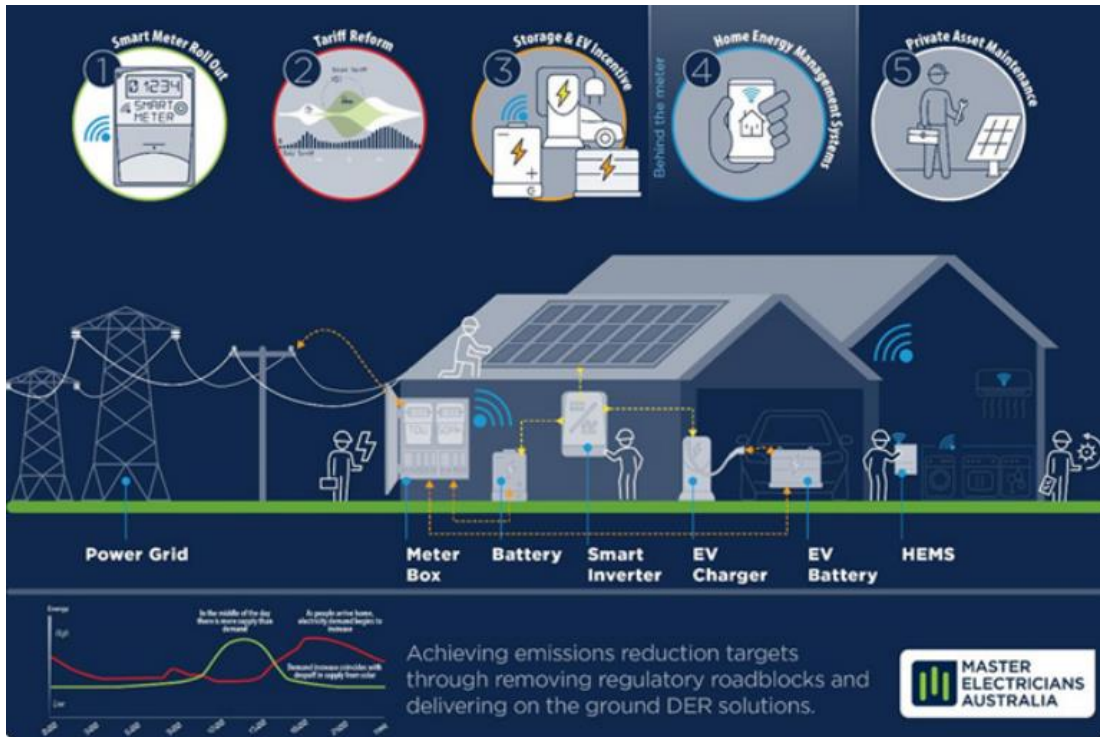 1
Smart Meter Roll Out
01234
SMART
METER
2
Tariff Reform
Solar Tariff
3
Storage & EV Incentive
Behind the meter
4
Home Energy Management Systems
5
Private Asset Maintenance
Power Grid
Meter
Box
Battery
Smart
Inverter
EV
Charger
EV
Battery
HEMS
Energy
High
Low
In the middle of the day
there is more supply than
demand
As people arrive home,
electricity demand begins to
increase
Demand increase coincides with
dropoff in supply from solar
Achieving emissions reduction targets
through removing regulatory roadblocks and
delivering on the ground DER solutions.
MASTER
ELECTRICIANS
AUSTRALIA